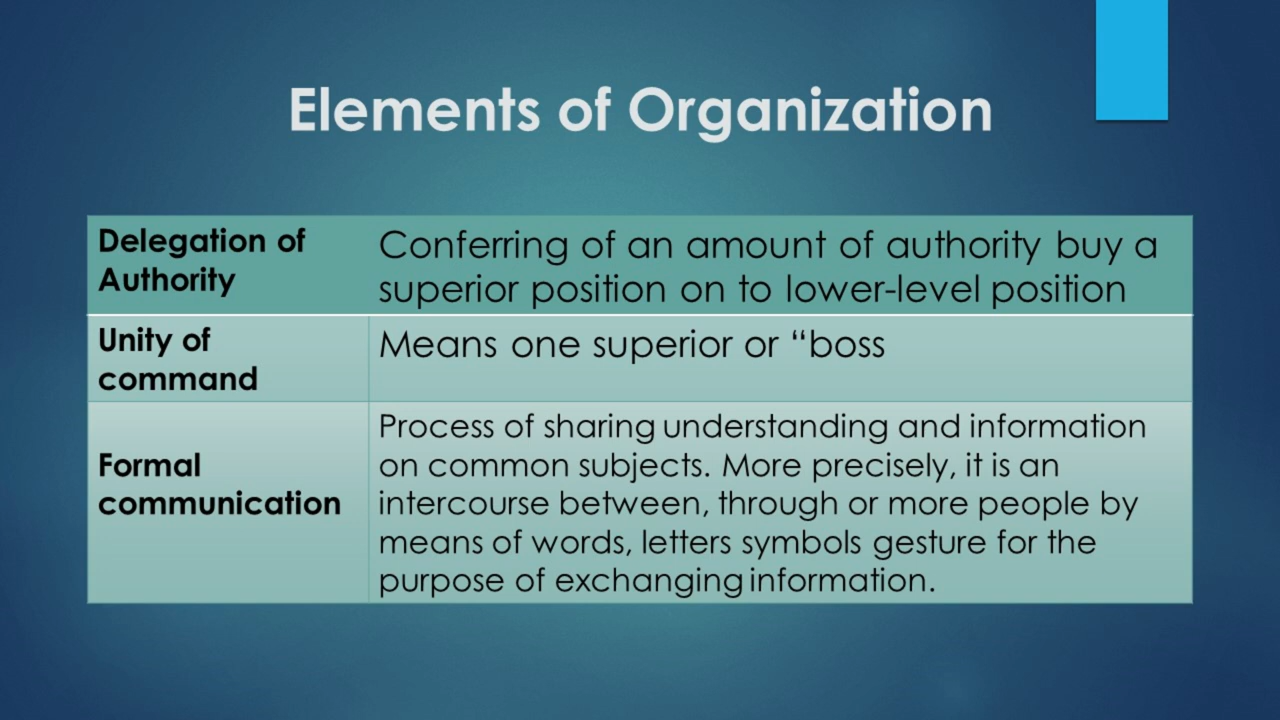 Elements of Organization
Delegation of
Authority
Conferring of an amount of authority buy a
superior position on to lower-level position
Unity of
command
Means one superior or “boss
Formal
communication
Process of sharing understanding and information
on common subjects. More precisely, it is an
intercourse between, through or more people by
means of words, letters symbols gesture for the
purpose of exchanging information.